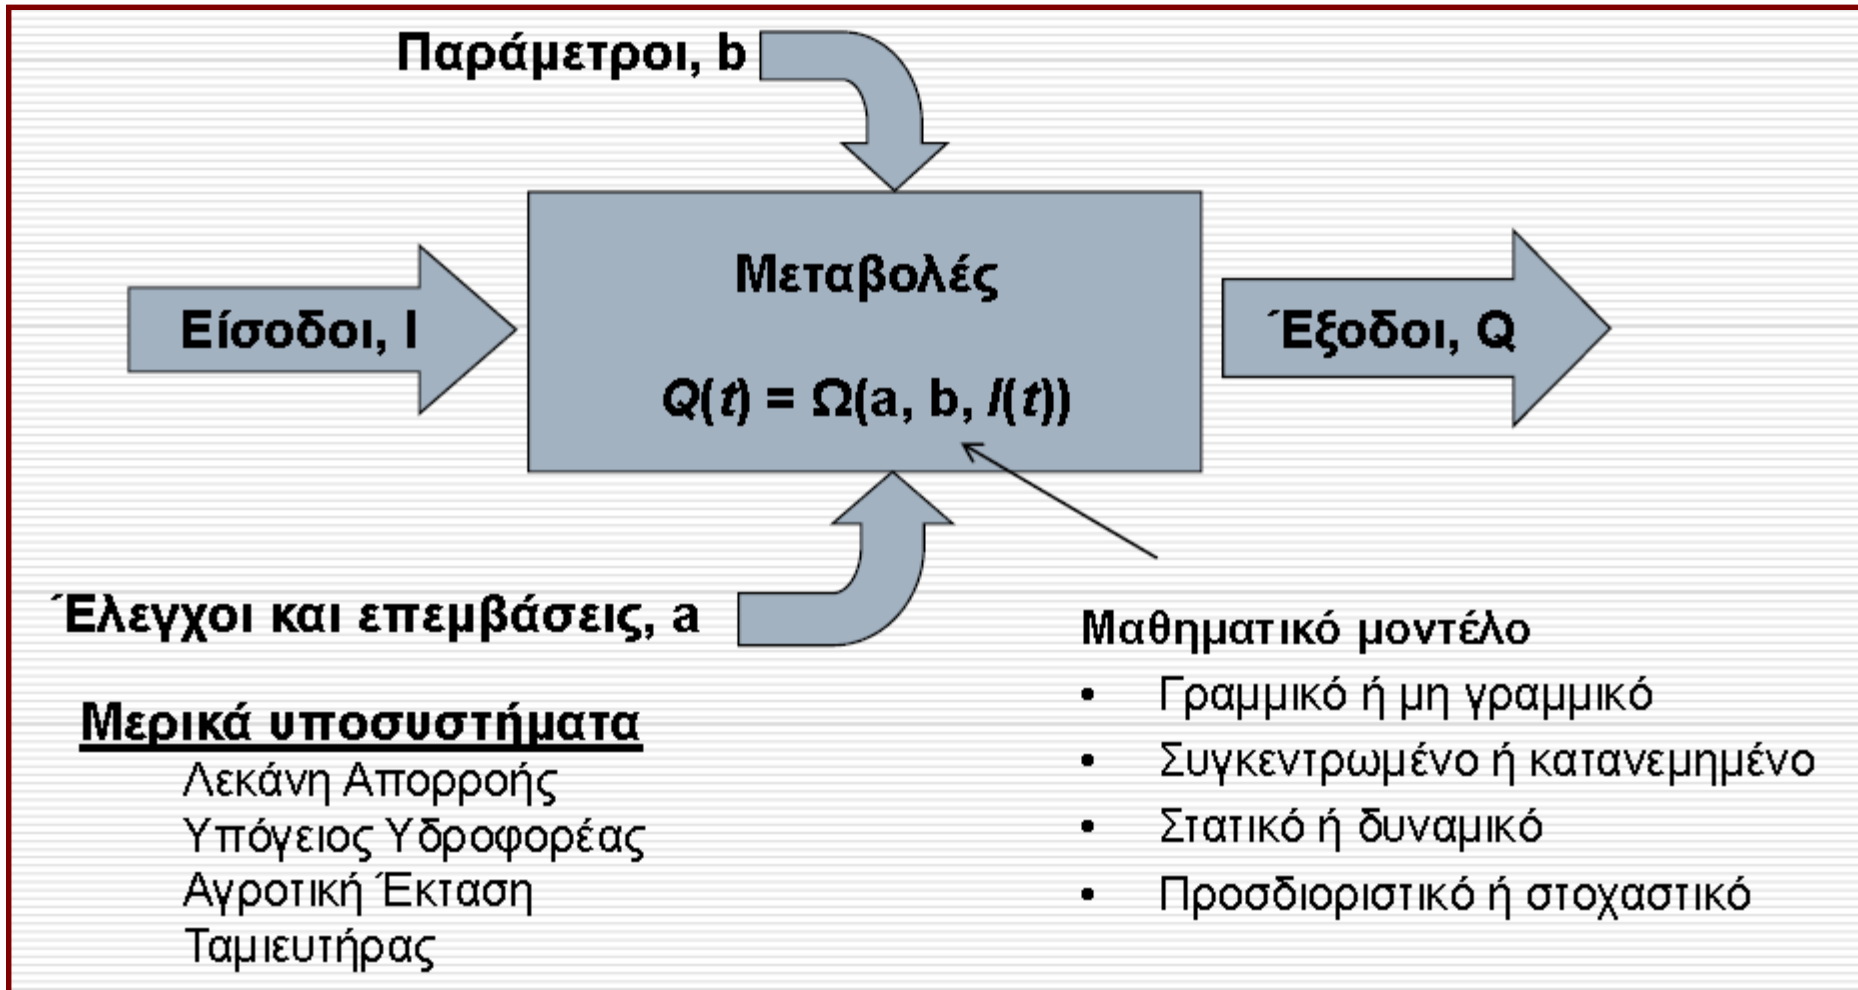 Παράμετροι, b
Μεταβολές
Είσοδοι, I
Έξοδοι, Q
Q(t) = Ω(a, b, I(t))
Έλεγχοι και επεμβάσεις, a
Μαθηματικό μοντέλο
• Γραμμικό ή μη γραμμικό
• Συγκεντρωμένο ή κατανεμημένο
• Στατικό ή δυναμικό
• Προσδιοριστικό ή στοχαστικό
Μερικά υποσυστήματα
Λεκάνη Απορροής
Υπόγειος Υδροφορέας
Αγροτική Έκταση
Ταμιευτήρας